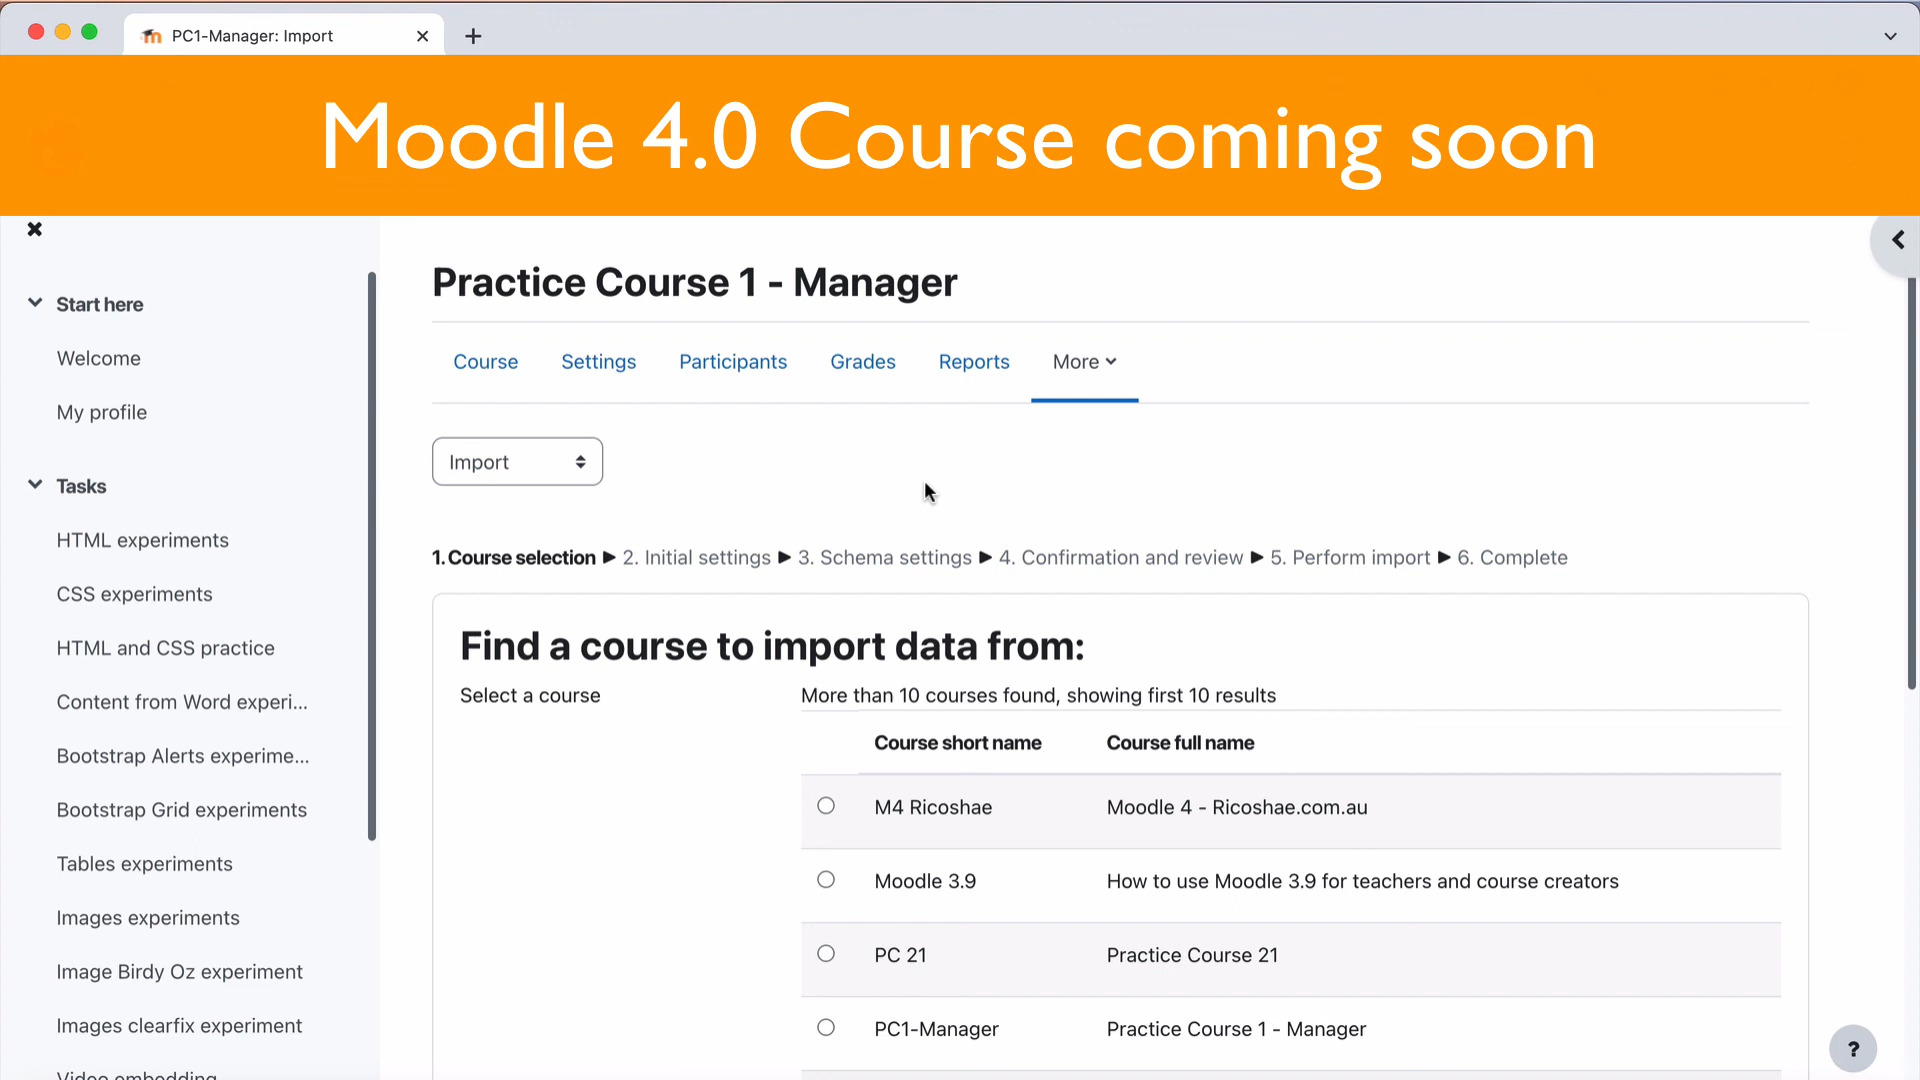 PC1-Manager: Import
Moodle 4.0 Course coming soon
Start here
Welcome
My profile
Tasks
HTML experiments
CSS experiments
HTML and CSS practice
Content from Word experi...
Bootstrap Alerts experime...
Bootstrap Grid experiments
Tables experiments
Images experiments
Image Birdy Oz experiment
Images clearfix experiment
Video embedding
Practice Course 1 - Manager
Course Settings Participants Grades Reports More
Import
1. Course selection ► 2. Initial settings ► 3. Schema settings ► 4. Confirmation and review ► 5. Perform import ► 6. Complete
Find a course to import data from:
Select a course
More than 10 courses found, showing first 10 results
Course short name Course full name
M4 Ricoshae Moodle 4 - Ricoshae.com.au
Moodle 3.9 How to use Moodle 3.9 for teachers and course creators
PC 21 Practice Course 21
PC1-Manager Practice Course 1 - Manager
?